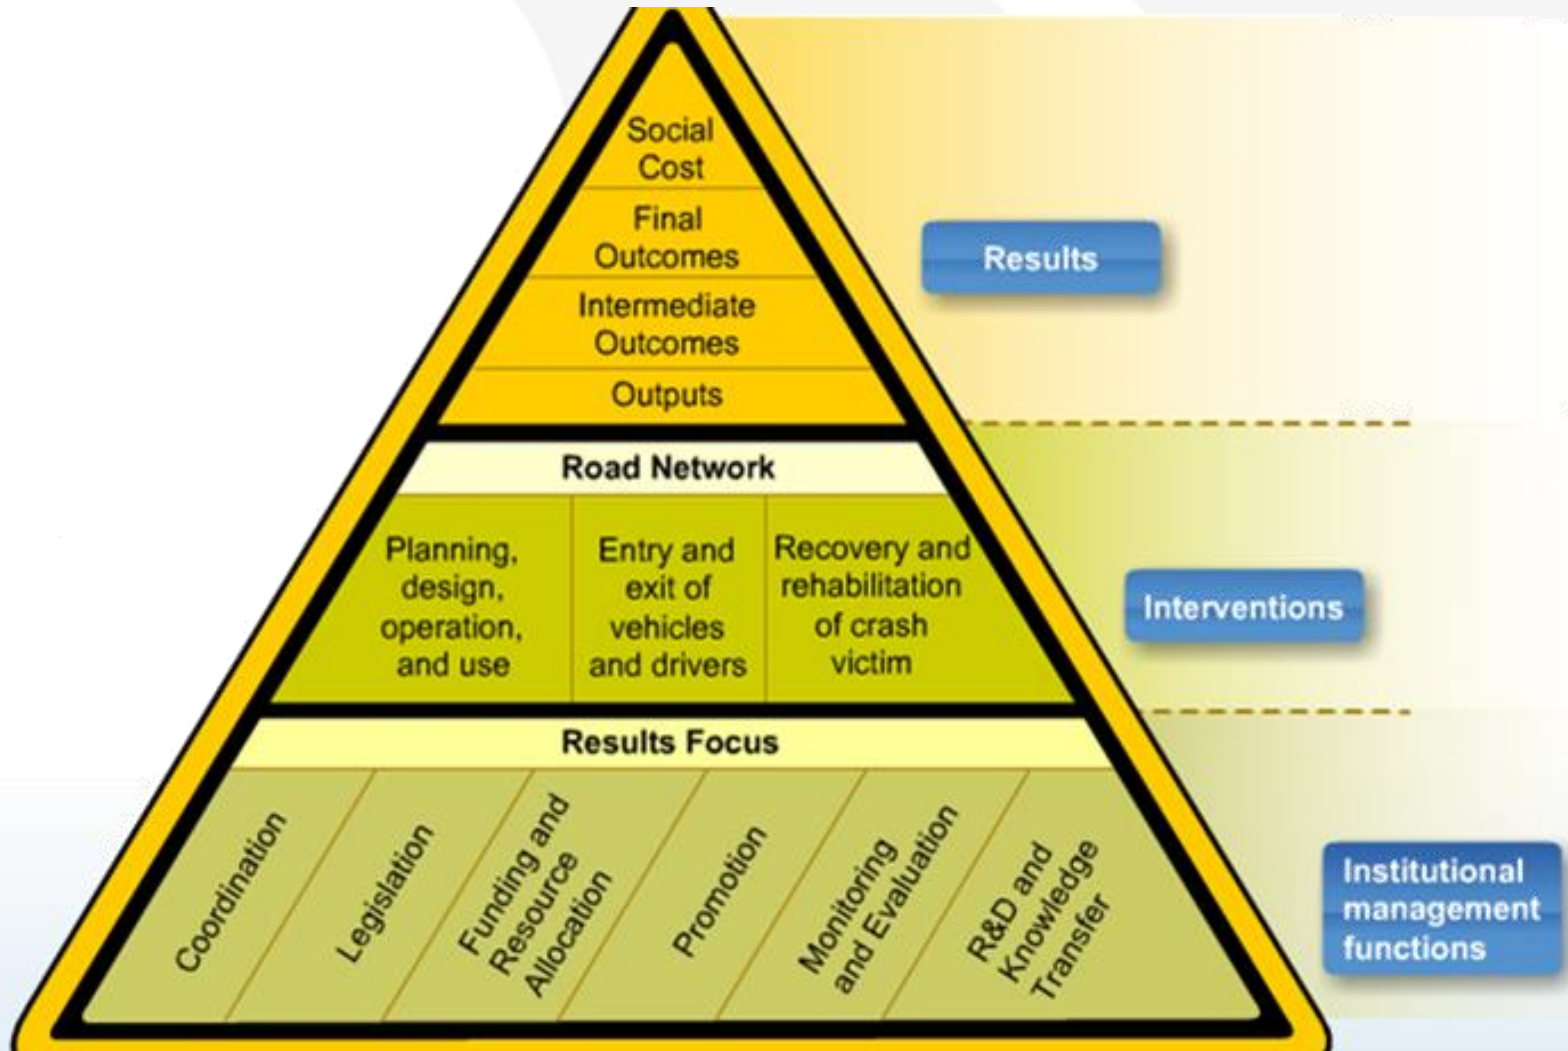 Social
Cost
Final
Outcomes
Intermediate
Outcomes
Outputs
Results
Road Network
Planning,
design,
operation,
and use
Entry and
exit of
vehicles
and drivers
Recovery and
rehabilitation
of crash
victim
Interventions
Results Focus
Coordination
Legislation
Funding and
Resource
Allocation
Promotion
Monitoring
and Evaluation
R&D and
Knowledge
Transfer
Institutional
management
functions